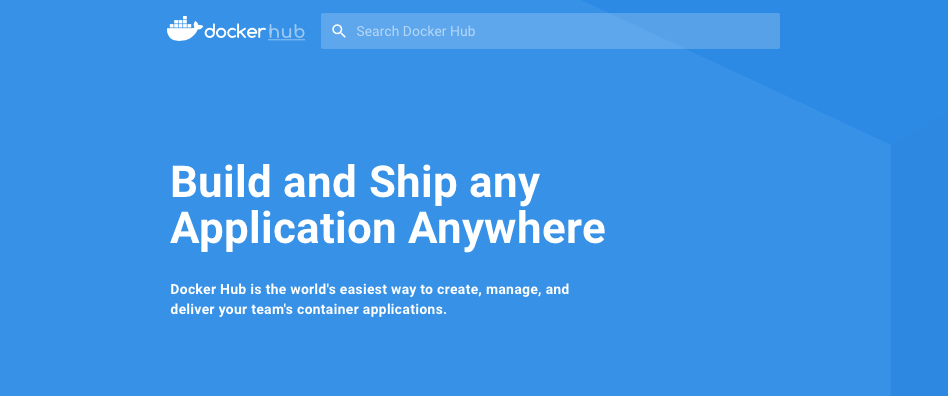 docker hub
Search Docker Hub
Build and Ship any
Application Anywhere
Docker Hub is the world's easiest way to create, manage, and
deliver your team's container applications.